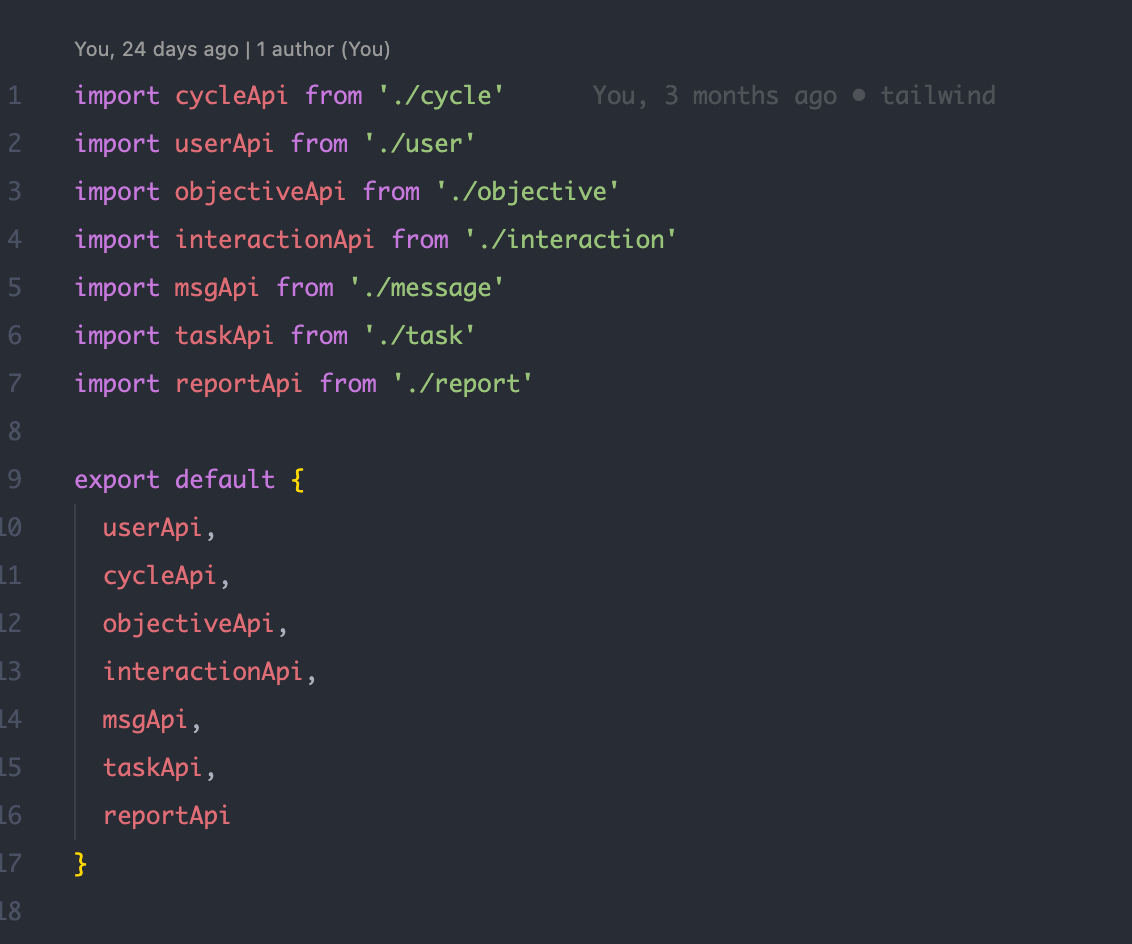 You, 24 days ago | 1 author (You)
1 import cycleApi from './cycle' You, 3 months ago • tailwind
2 import userApi from './user'
3 import objectiveApi from './objective'
4 import interactionApi from './interaction'
5 import msgApi from './message'
6 import taskApi from './task'
7 import reportApi from './report'
8
9 export default {
10 userApi,
11 cycleApi,
12 objectiveApi,
13 interactionApi,
14 msgApi,
15 taskApi,
16 reportApi
17 }
18